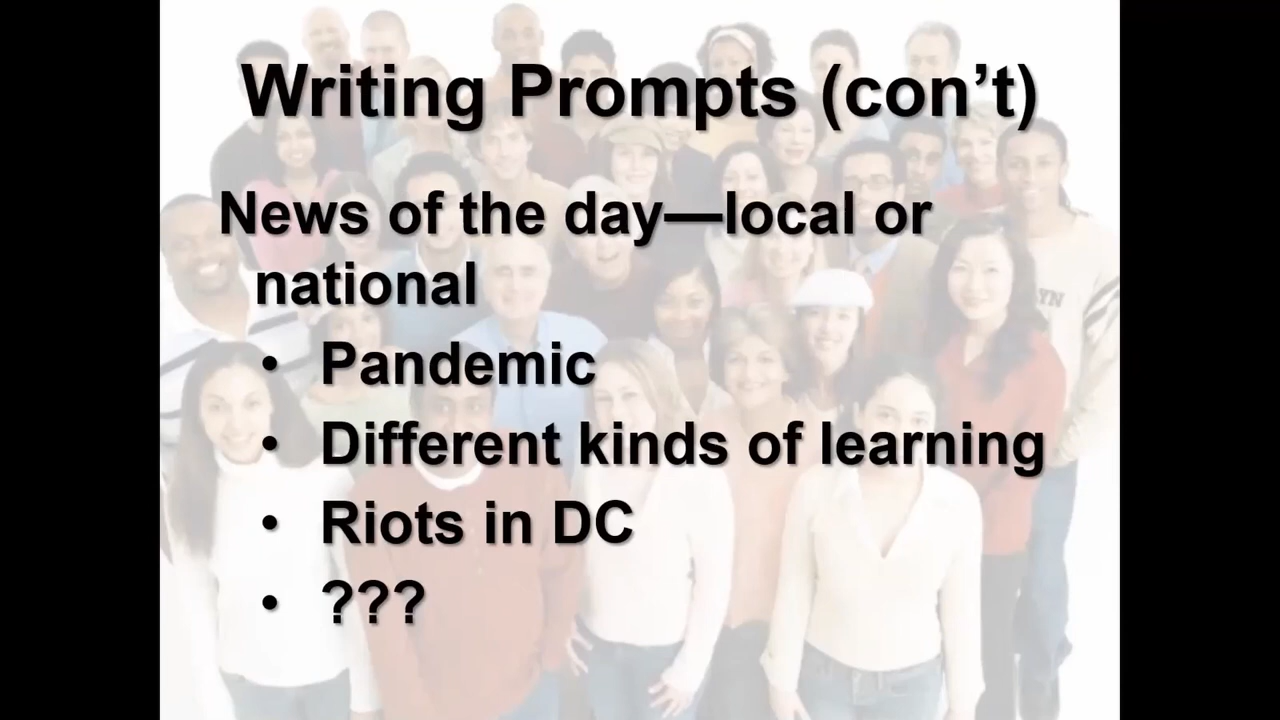 Writing Prompts (con’t)
News of the day—local or
national
• Pandemic
• Different kinds of learning
• Riots in DC
• ???